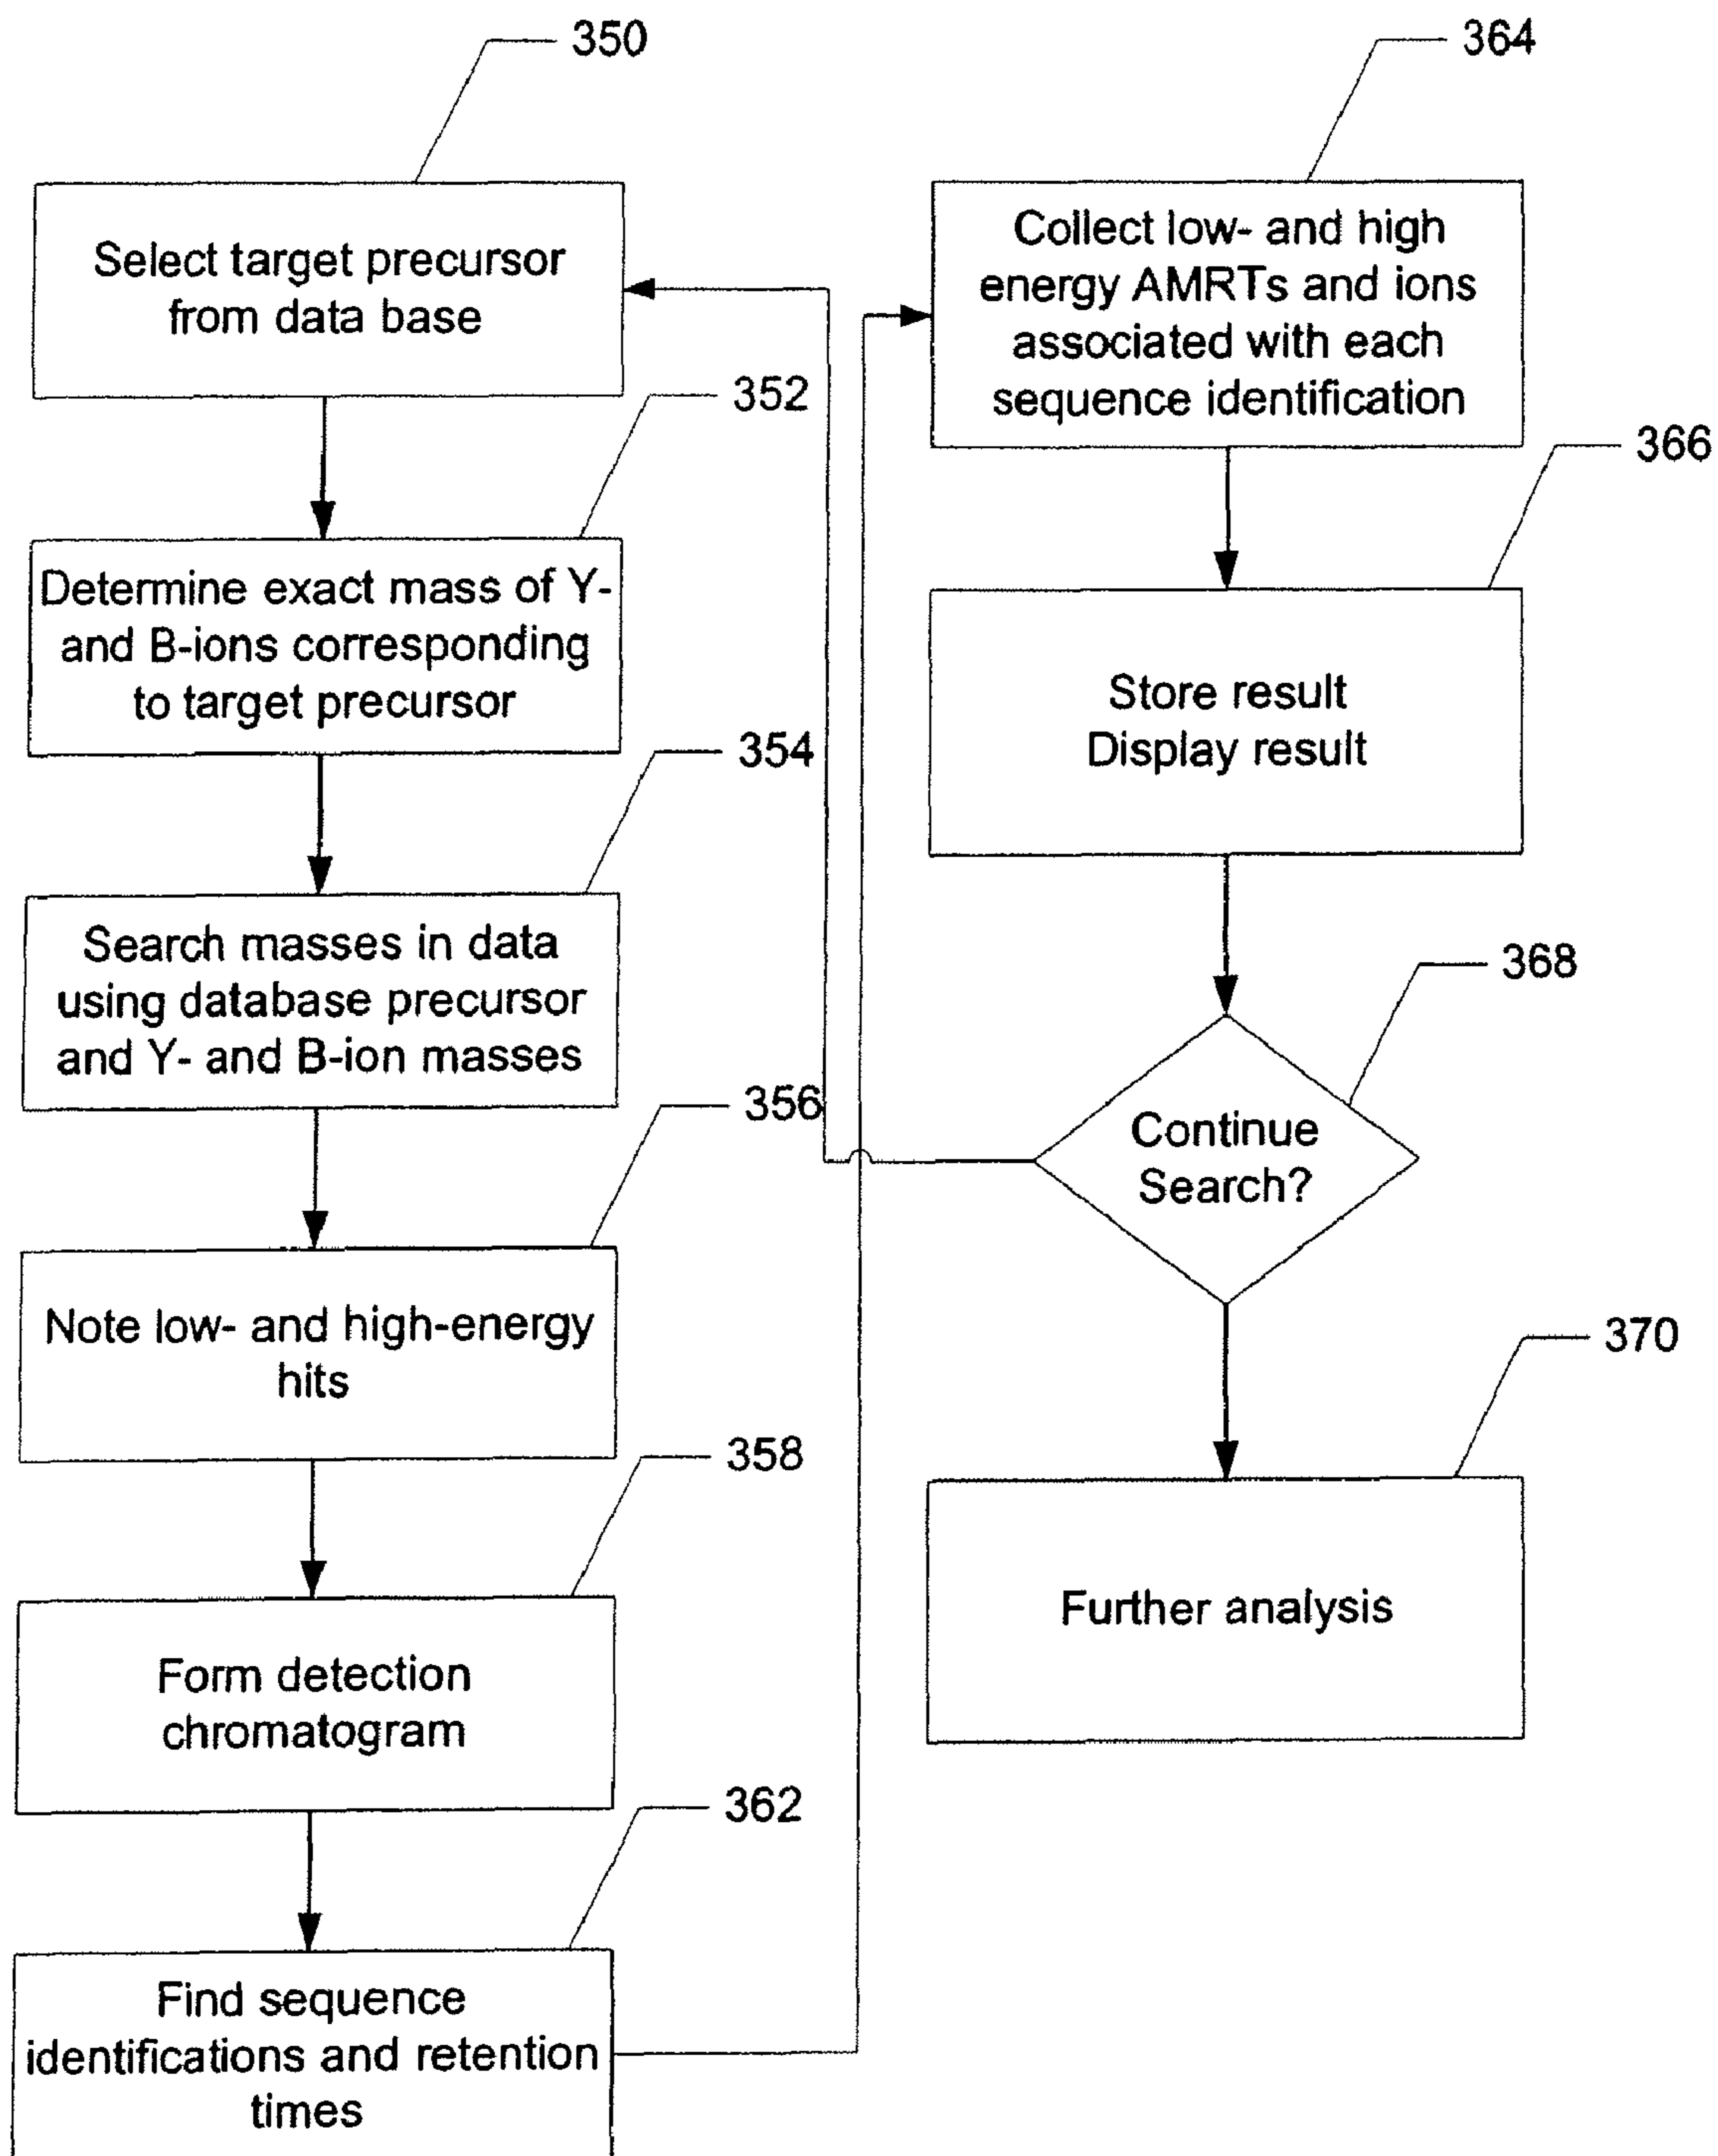 350
Select target precursor
from data base
352
Determine exact mass of Y-
and B-ions corresponding
to target precursor
354
Search masses in data
using database precursor
and Y- and B-ion masses
356
Note low- and high-energy
hits
358
Form detection
chromatogram
362
Find sequence
identifications and retention
times
364
Collect low- and high
energy AMRTs and ions
associated with each
sequence identification
366
Store result
Display result
368
Continue
Search?
370
Further analysis